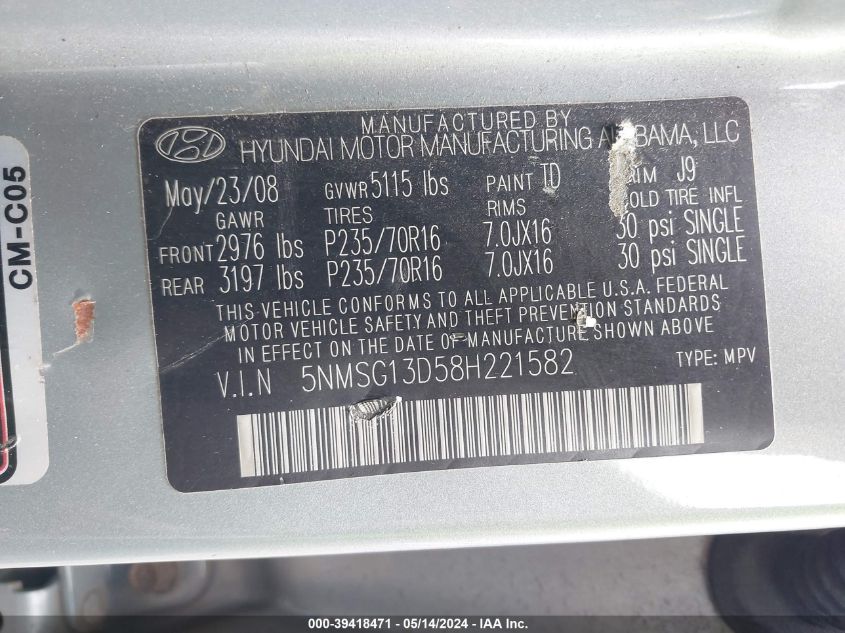 MANUFACTURED BY
HYUNDAI MOTOR MANUFACTURING ALABAMA, LLC
May/23/08 GVWR 5115 lbs PAINT TD TRIM J9
GAWR TIRES RIMS COLD TIRE INFL
FRONT 2976 lbs P235/70R16 7.0JX16 30 psi SINGLE
REAR 3197 lbs P235/70R16 7.0JX16 30 psi SINGLE
THIS VEHICLE CONFORMS TO ALL APPLICABLE U.S.A. FEDERAL
MOTOR VEHICLE SAFETY AND THEFT PREVENTION STANDARDS
IN EFFECT ON THE DATE OF MANUFACTURE SHOWN ABOVE
V.I.N 5NMSG13D58H221582 TYPE: MPV
CM-C05
000-39418471 - 05/14/2024 - IAA Inc.